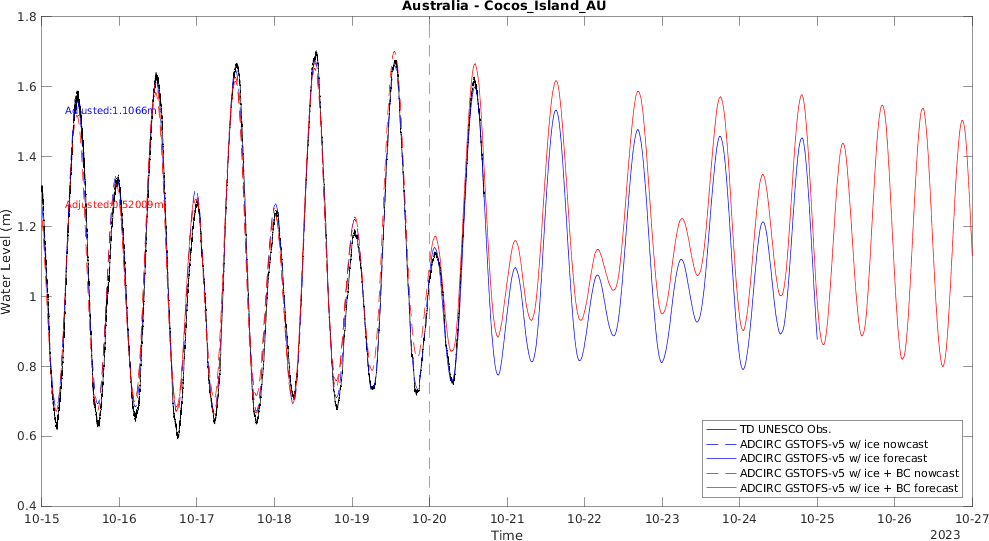 Australia - Cocos_Island_AU
1.8
1.6
1.4
1.2
1
0.8
0.6
0.4
Water Level (m)
Adjusted:1.1066m
Adjusted:0.52009m
TD UNESCO Obs.
ADCIRC GSTOFS-v5 w/ ice nowcast
ADCIRC GSTOFS-v5 w/ ice forecast
ADCIRC GSTOFS-v5 w/ ice + BC nowcast
ADCIRC GSTOFS-v5 w/ ice + BC forecast
10-15 10-16 10-17 10-18 10-19 10-20 10-21 10-22 10-23 10-24 10-25 10-26 10-27
Time
2023